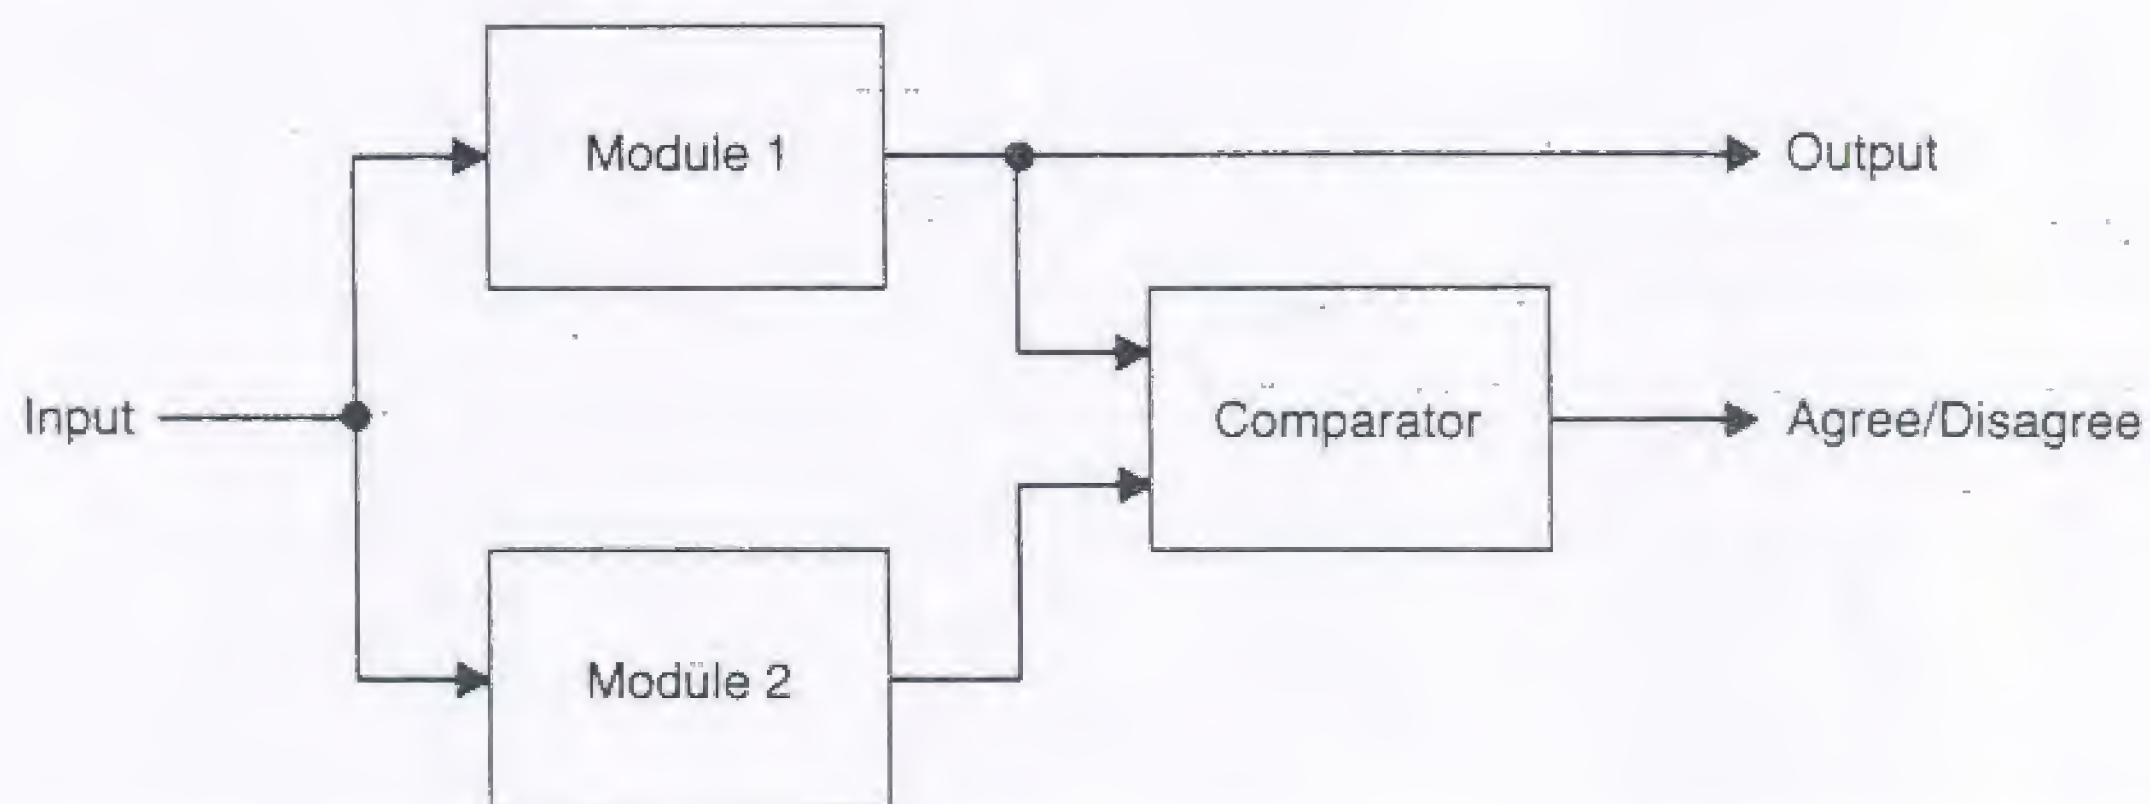 Module 1
Output
Input
Comparator
Agree/Disagree
Module 2